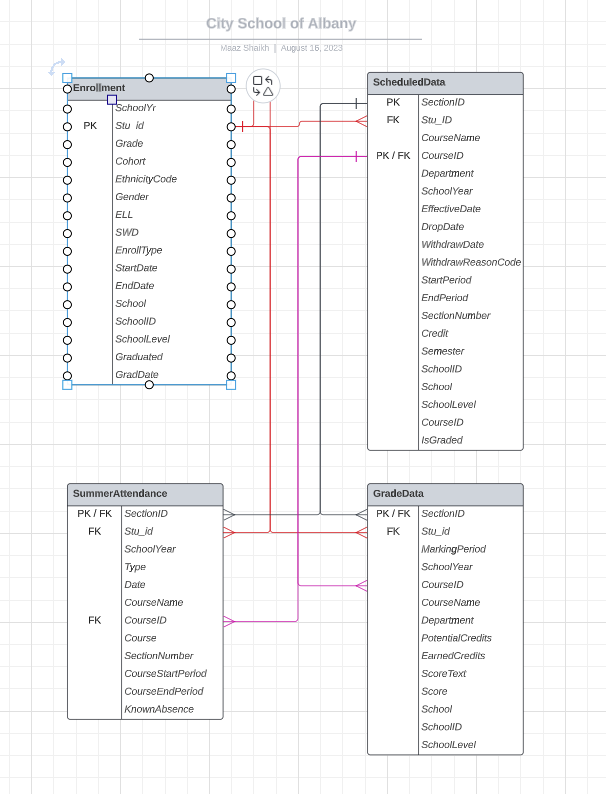 City School of Albany
Maaz Shaikh | August 16, 2023
Enrollment
SchoolYr
PK Stu_id
Grade
Cohort
EthnicityCode
Gender
ELL
SWD
EnrollType
StartDate
EndDate
School
SchoolID
SchoolLevel
Graduated
GradDate
ScheduledData
PK SectionID
FK Stu_ID
CourseName
PK / FK CourseID
Department
SchoolYear
EffectiveDate
DropDate
WithdrawDate
WithdrawReasonCode
StartPeriod
EndPeriod
SectionNumber
Credit
Semester
SchoolID
School
SchoolLevel
CourseID
IsGraded
SummerAttendance
PK / FK SectionID
FK Stu_id
SchoolYear
Type
Date
CourseName
FK CourseID
Course
SectionNumber
CourseStartPeriod
CourseEndPeriod
KnownAbsence
GradeData
PK / FK SectionID
FK Stu_id
MarkingPeriod
SchoolYear
CourseID
CourseName
Department
PotentialCredits
EarnedCredits
ScoreText
Score
School
SchoolID
SchoolLevel